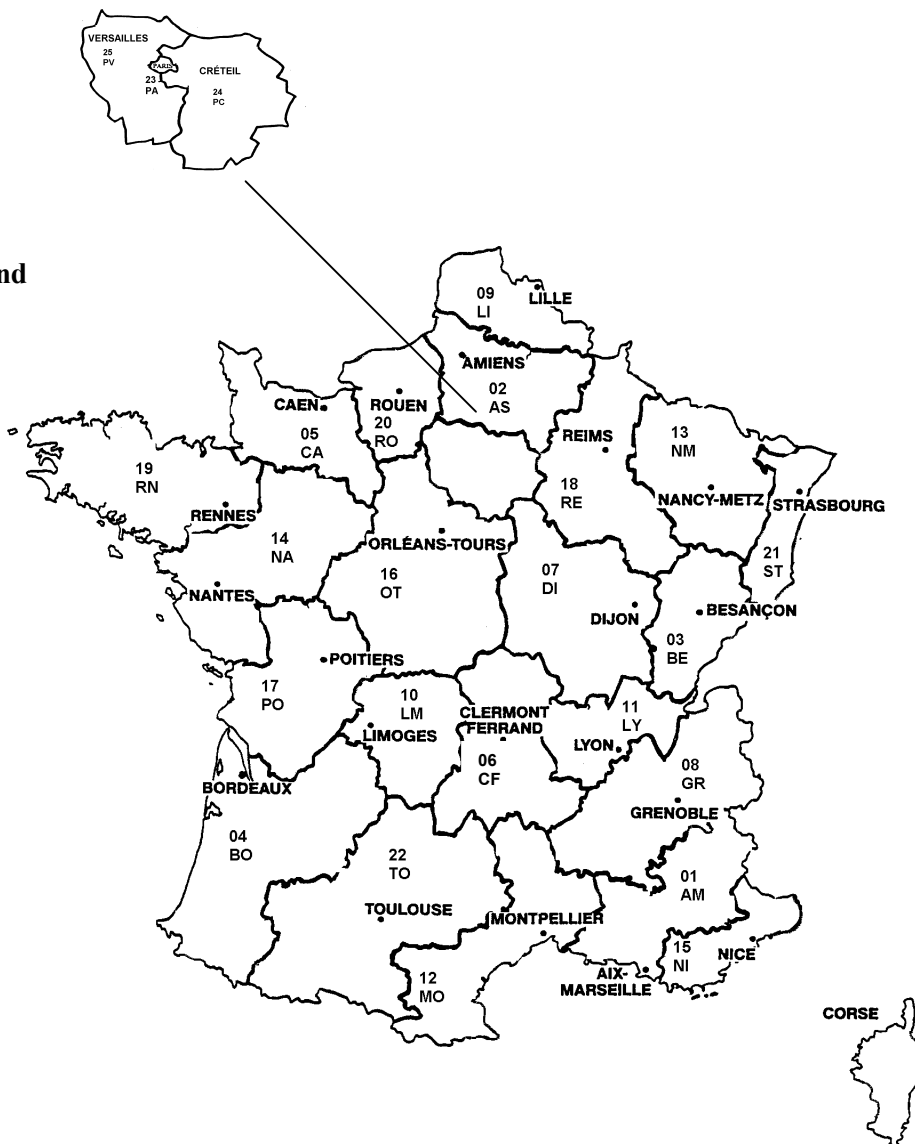 VERSAILLES
25
PV
PARIS
23
PA
CRÉTEIL
24
PC
nd
09
LI
LILLE
AMIENS
02
AS
CAEN
05
CA
ROUEN
20
RO
REIMS
18
RE
13
NM
NANCY-METZ
STRASBOURG
21
ST
19
RN
RENNES
14
NA
NANTES
ORLÉANS-TOURS
16
OT
07
DI
DIJON
BESANÇON
03
BE
POITIERS
17
PO
10
LM
LIMOGES
CLERMONT
FERRAND
06
CF
11
LY
LYON
08
GR
GRENOBLE
BORDEAUX
04
BO
22
TO
TOULOUSE
MONTPELLIER
12
MO
01
AM
AIX-
MARSEILLE
15
NI
NICE
CORSE